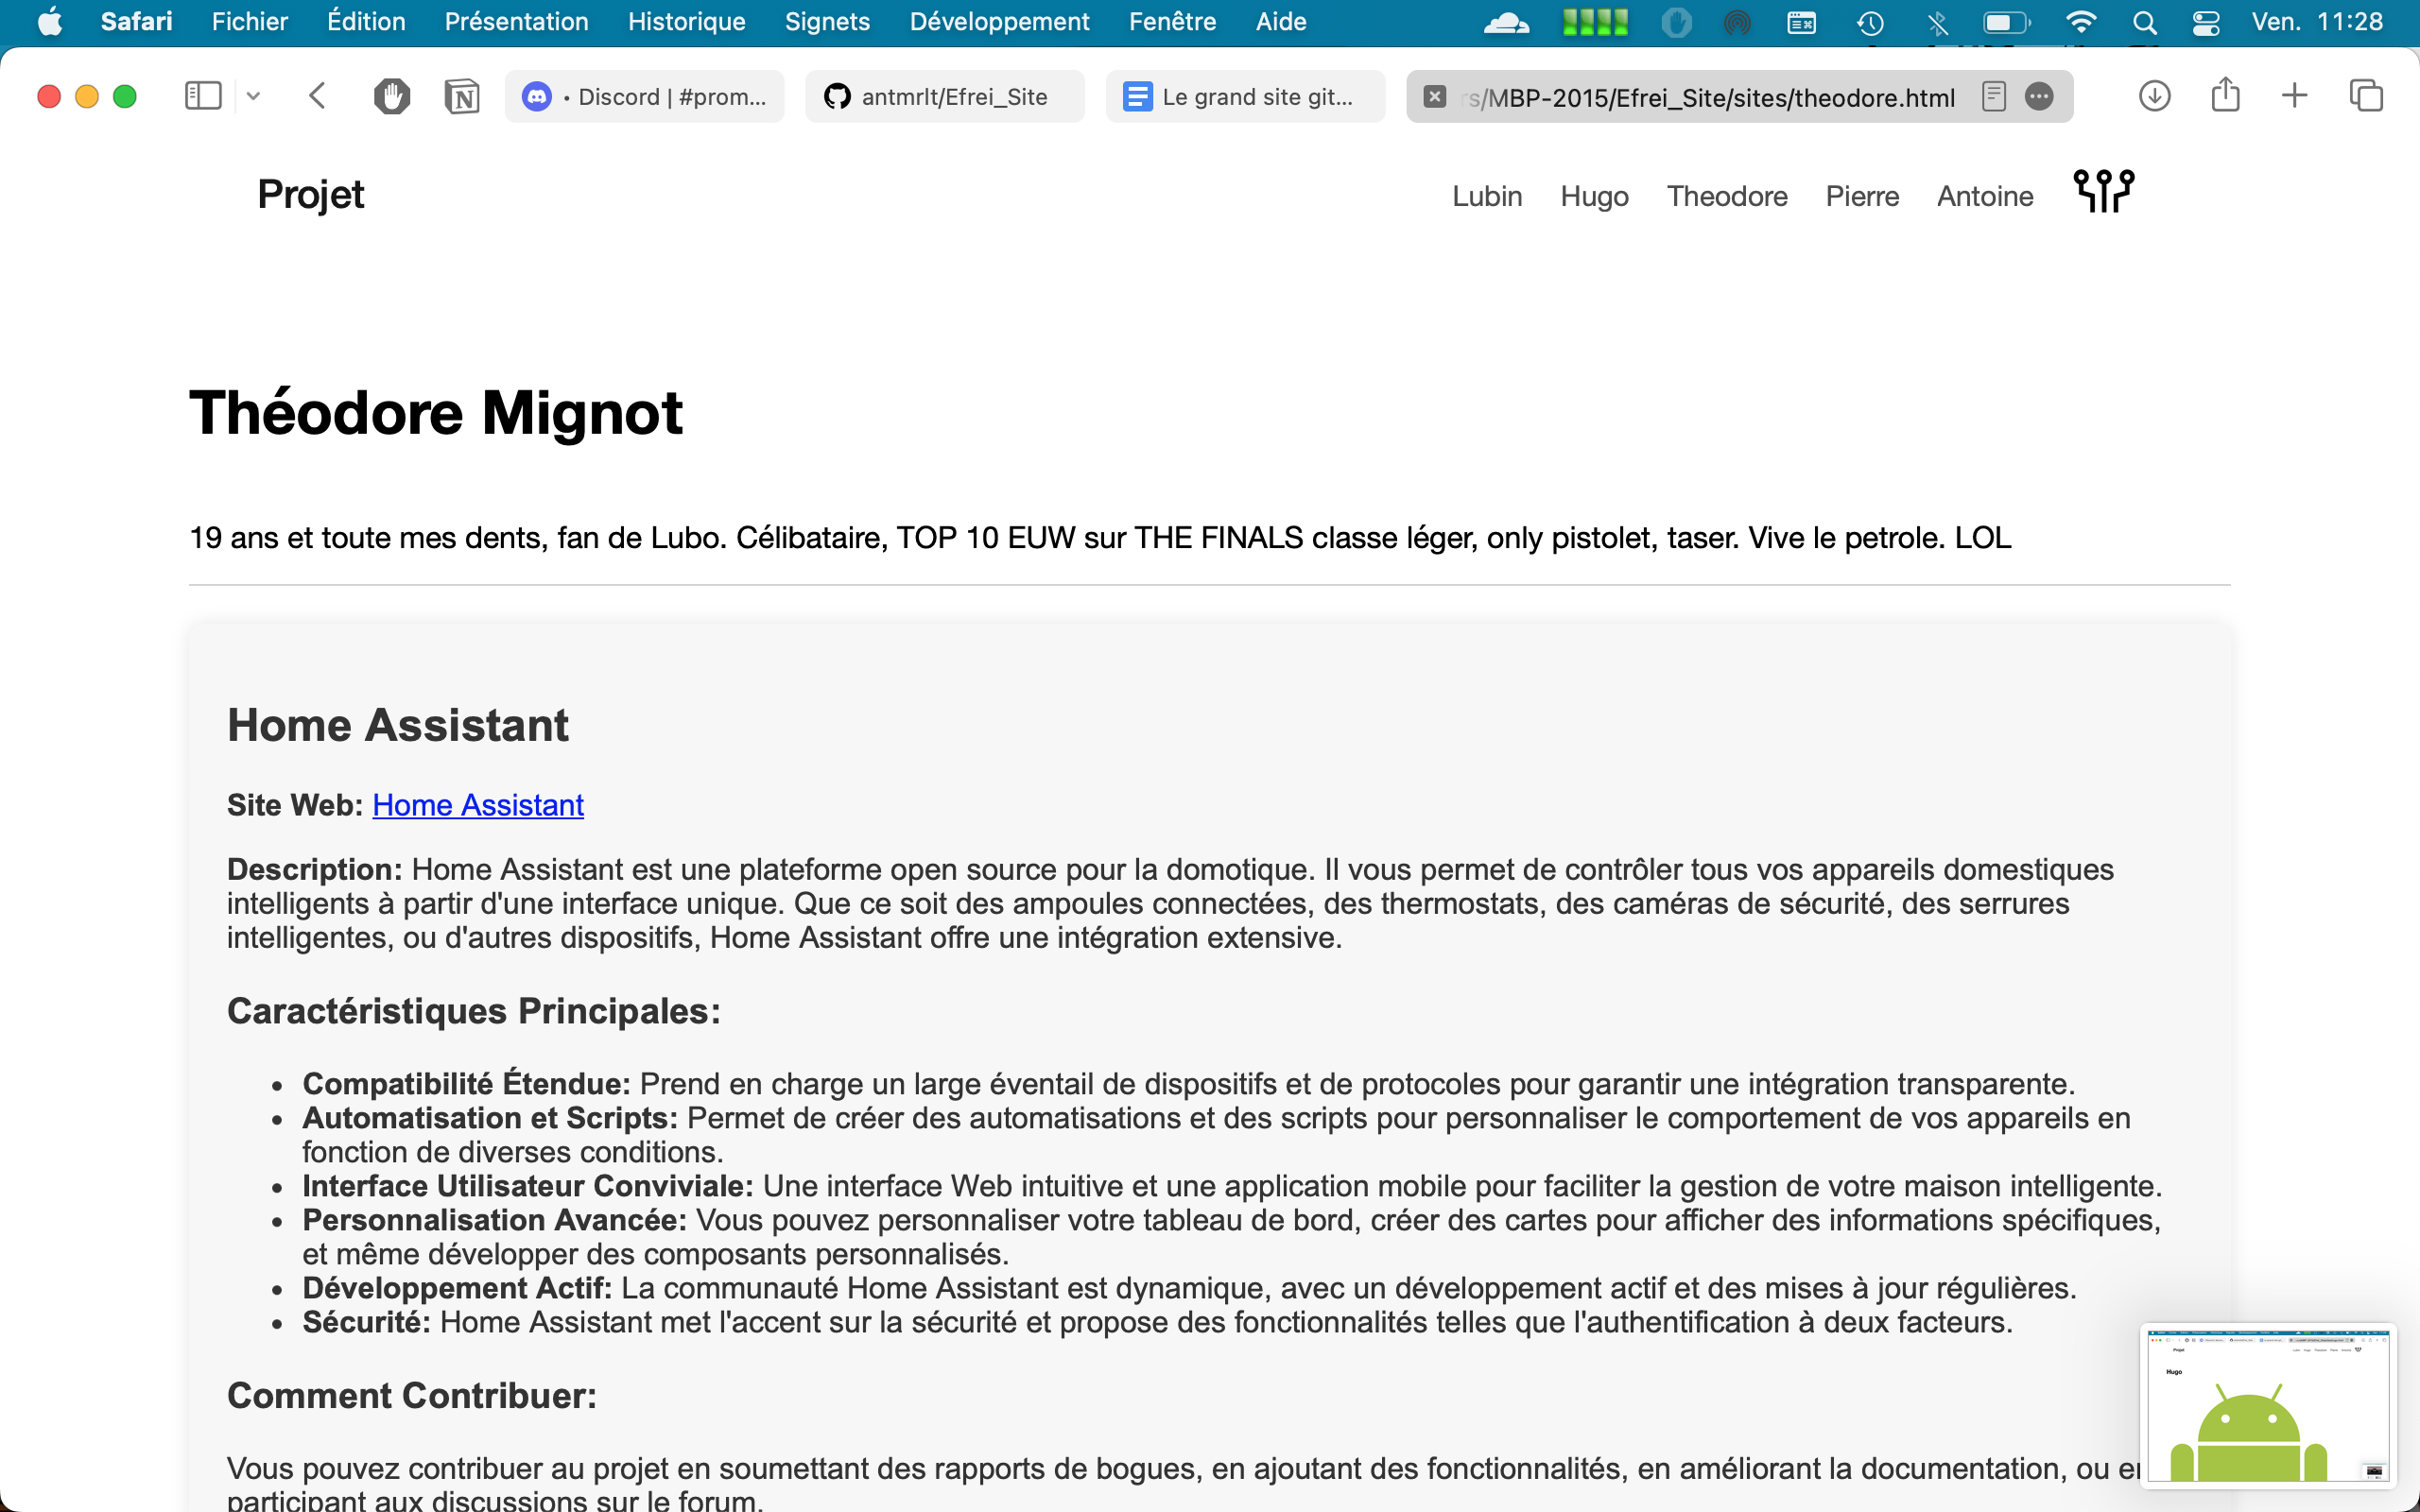 Safari Fichier Édition Présentation Historique Signets Développement Fenêtre Aide Ven. 11:28
• Discord | #prom... antmrlt/Efrei_Site Le grand site git... rs/MBP-2015/Efrei_Site/sites/theodore.html
Projet Lubin Hugo Theodore Pierre Antoine
Théodore Mignot
19 ans et toute mes dents, fan de Lubo. Célibataire, TOP 10 EUW sur THE FINALS classe léger, only pistolet, taser. Vive le petrole. LOL
Home Assistant
Site Web: Home Assistant
Description: Home Assistant est une plateforme open source pour la domotique. Il vous permet de contrôler tous vos appareils domestiques
intelligents à partir d'une interface unique. Que ce soit des ampoules connectées, des thermostats, des caméras de sécurité, des serrures
intelligentes, ou d'autres dispositifs, Home Assistant offre une intégration extensive.
Caractéristiques Principales:
• Compatibilité Étendue: Prend en charge un large éventail de dispositifs et de protocoles pour garantir une intégration transparente.
• Automatisation et Scripts: Permet de créer des automatisations et des scripts pour personnaliser le comportement de vos appareils en
fonction de diverses conditions.
• Interface Utilisateur Conviviale: Une interface Web intuitive et une application mobile pour faciliter la gestion de votre maison intelligente.
• Personnalisation Avancée: Vous pouvez personnaliser votre tableau de bord, créer des cartes pour afficher des informations spécifiques,
et même développer des composants personnalisés.
• Développement Actif: La communauté Home Assistant est dynamique, avec un développement actif et des mises à jour régulières.
• Sécurité: Home Assistant met l'accent sur la sécurité et propose des fonctionnalités telles que l'authentification à deux facteurs.
Comment Contribuer:
Vous pouvez contribuer au projet en soumettant des rapports de bogues, en ajoutant des fonctionnalités, en améliorant la documentation, ou
participant aux discussions sur le forum.
Projet
Hugo